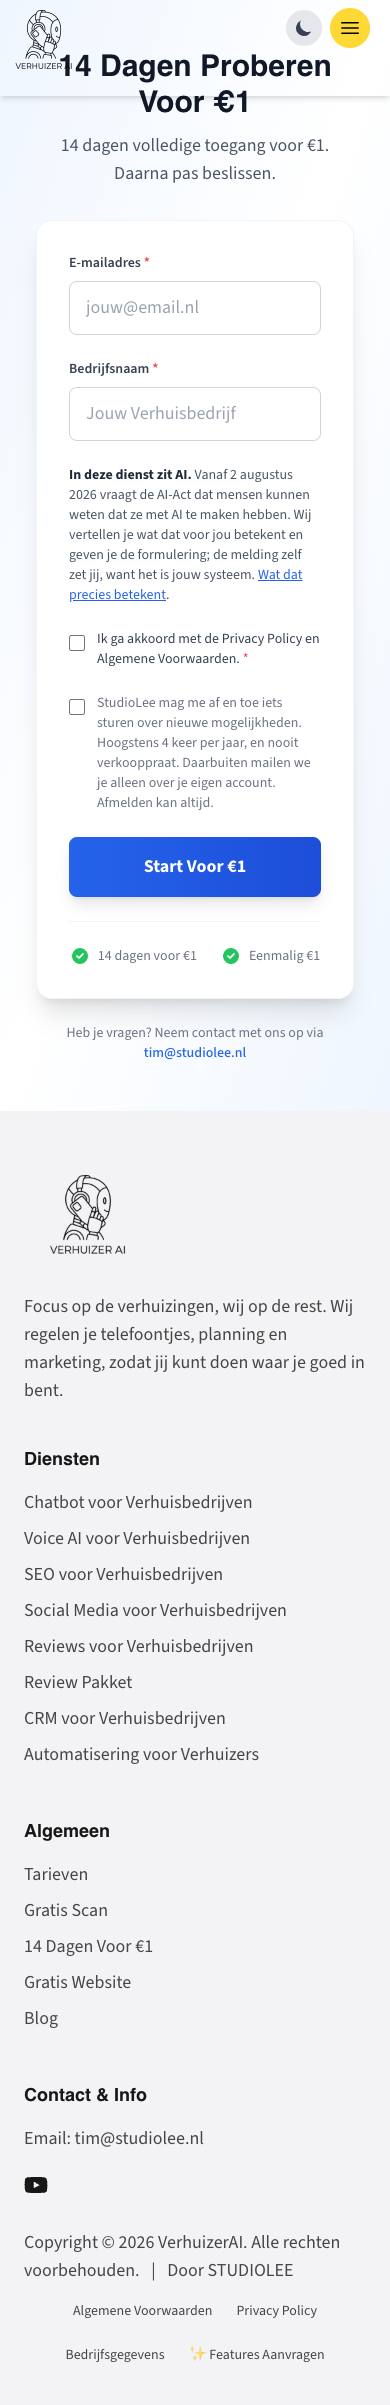 VERHUIZER AI
14 Dagen Proberen
Voor €1
14 dagen volledige toegang voor €1.
Daarna pas beslissen.
E-mailadres *
jouw@email.nl
Bedrijfsnaam *
Jouw Verhuisbedrijf
In deze dienst zit AI. Vanaf 2 augustus
2026 vraagt de AI-Act dat mensen kunnen
weten dat ze met AI te maken hebben. Wij
vertellen je wat dat voor jou betekent en
geven je de formulering; de melding zelf
zet jij, want het is jouw systeem. Wat dat
precies betekent.
Ik ga akkoord met de Privacy Policy en
Algemene Voorwaarden. *
StudioLee mag me af en toe iets
sturen over nieuwe mogelijkheden.
Hoogstens 4 keer per jaar, en nooit
verkooppraat. Daarbuiten mailen we
je alleen over je eigen account.
Afmelden kan altijd.
Start Voor €1
14 dagen voor €1
Eenmalig €1
Heb je vragen? Neem contact met ons op via
tim@studiolee.nl
VERHUIZER AI
Focus op de verhuizingen, wij op de rest. Wij
regelen je telefoontjes, planning en
marketing, zodat jij kunt doen waar je goed in
bent.
Diensten
Chatbot voor Verhuisbedrijven
Voice AI voor Verhuisbedrijven
SEO voor Verhuisbedrijven
Social Media voor Verhuisbedrijven
Reviews voor Verhuisbedrijven
Review Pakket
CRM voor Verhuisbedrijven
Automatisering voor Verhuizers
Algemeen
Tarieven
Gratis Scan
14 Dagen Voor €1
Gratis Website
Blog
Contact & Info
Email: tim@studiolee.nl
Copyright © 2026 VerhuizerAI. Alle rechten
voorbehouden. | Door STUDIOLEE
Algemene Voorwaarden Privacy Policy
Bedrijfsgegevens ✨ Features Aanvragen